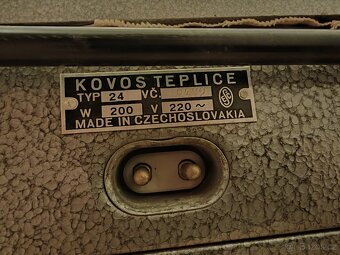 KOVOS TEPLICE
TYP 24 VČ.
W 200 V 220~
MADE IN CZECHOSLOVAKIA